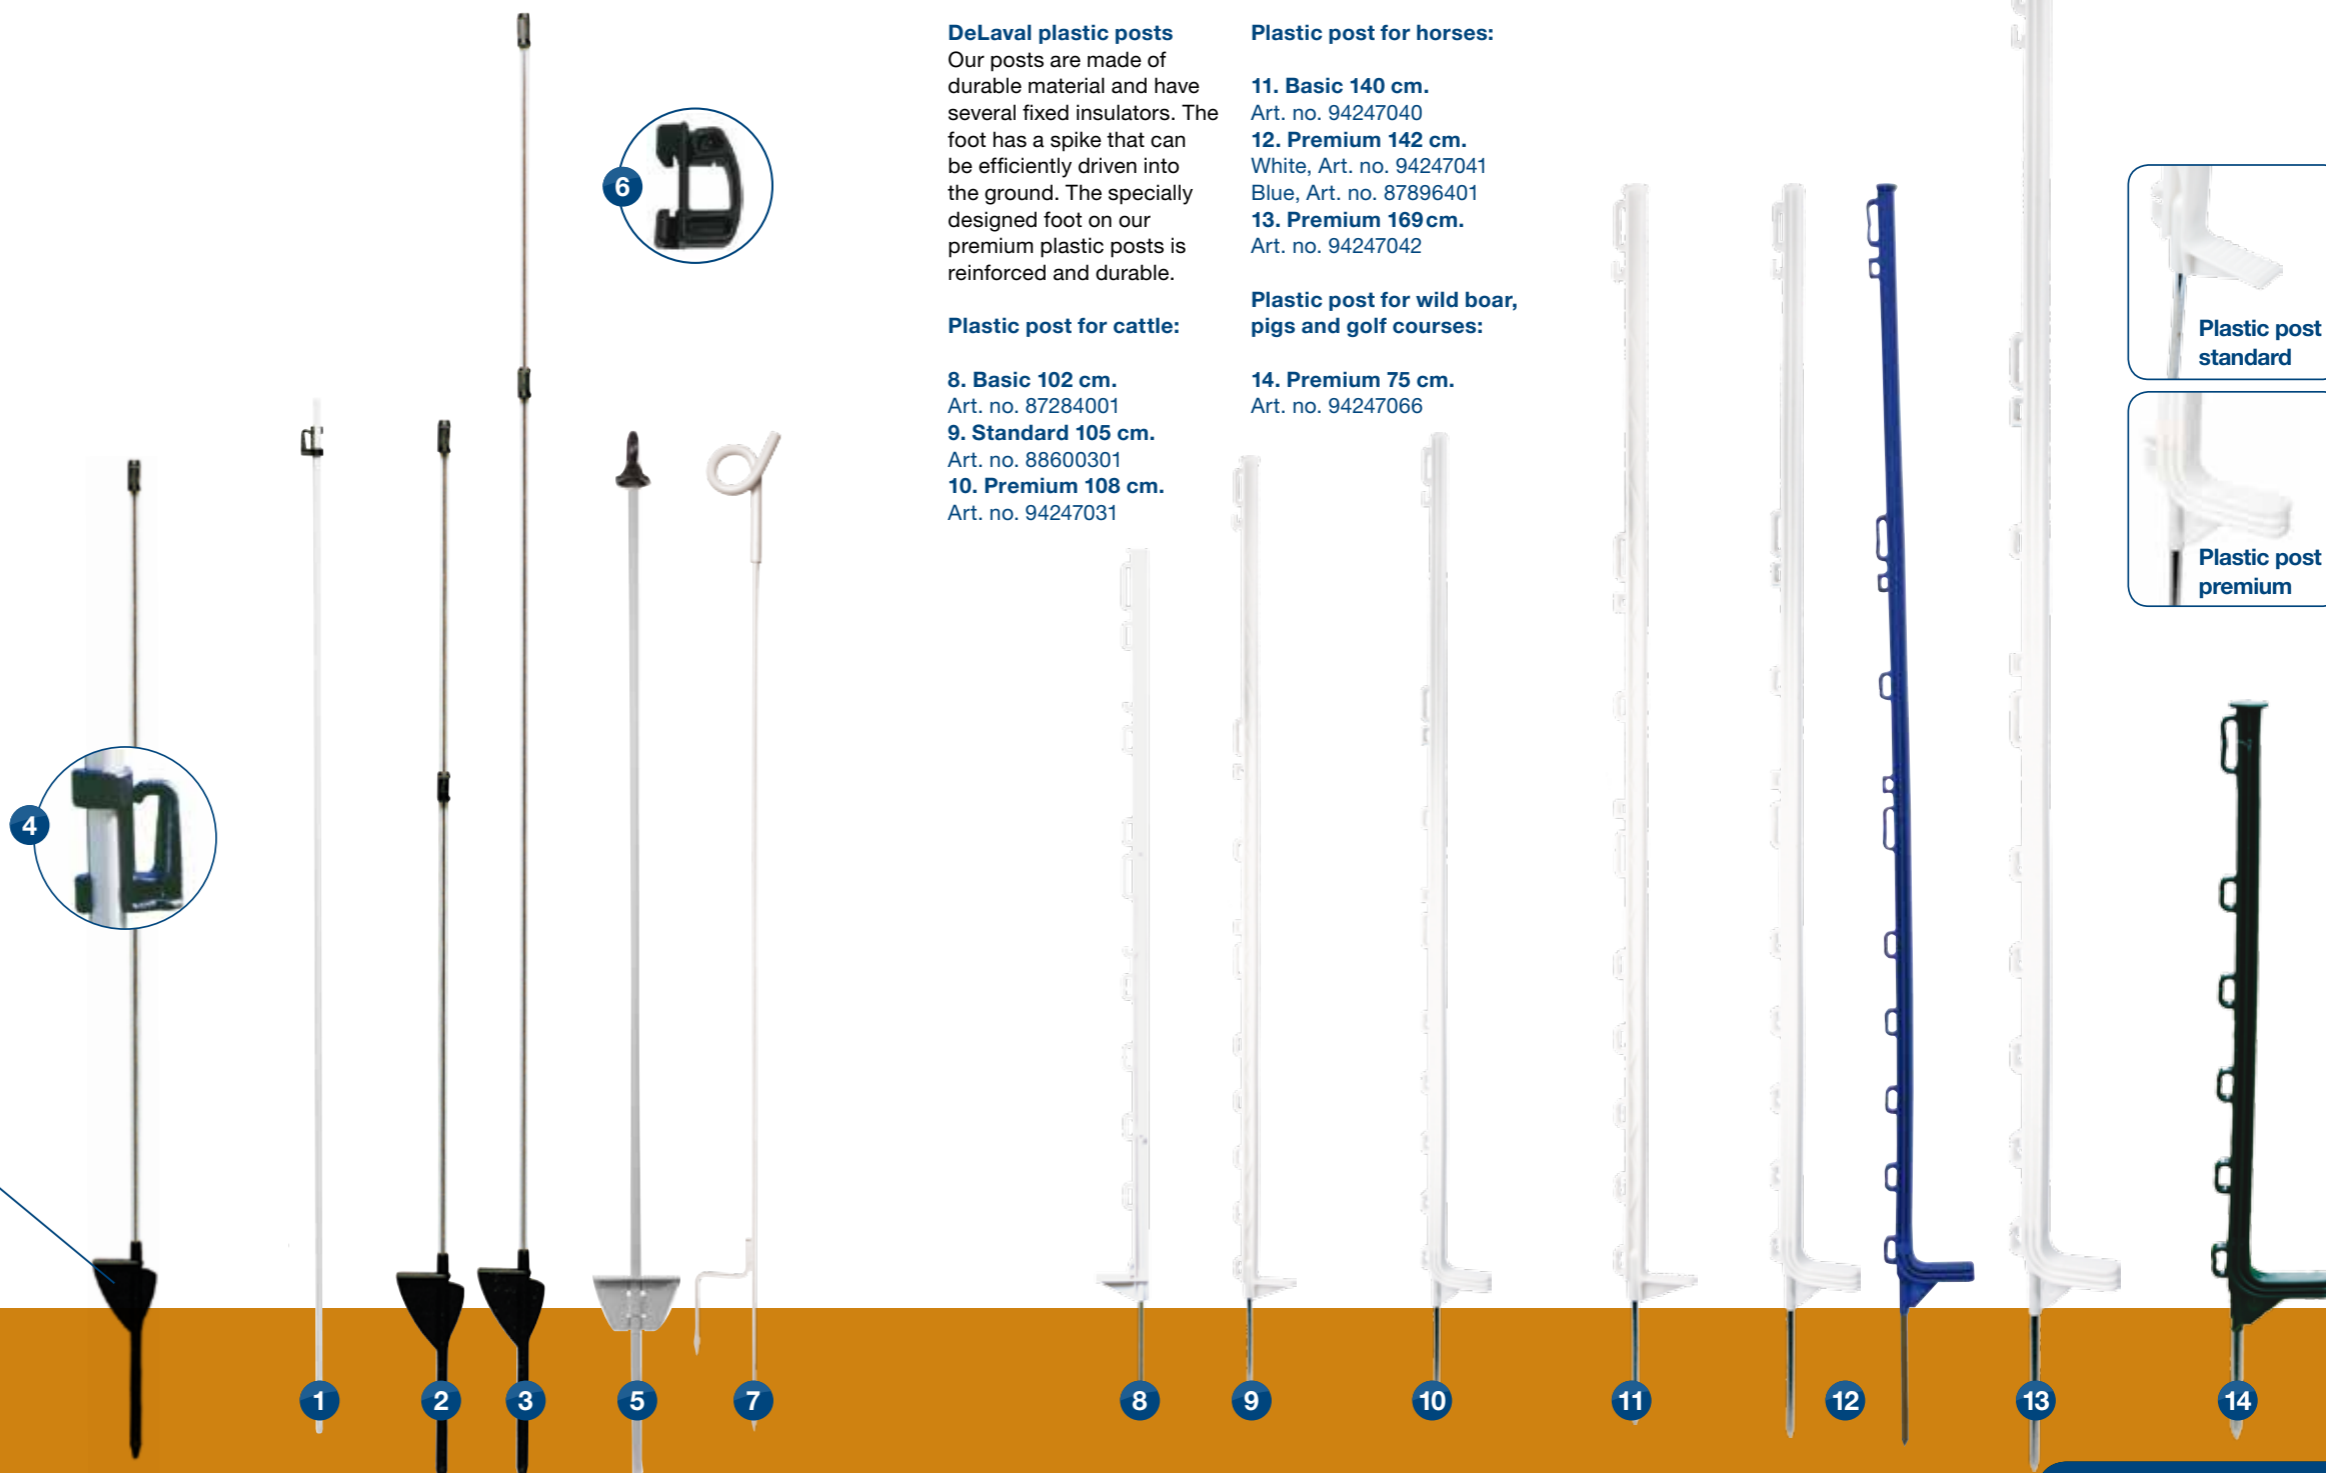 DeLaval plastic posts
Our posts are made of
durable material and have
several fixed insulators. The
foot has a spike that can
be efficiently driven into
the ground. The specially
designed foot on our
premium plastic posts is
reinforced and durable.
Plastic post for cattle:
8. Basic 102 cm.
Art. no. 87284001
9. Standard 105 cm.
Art. no. 88600301
10. Premium 108 cm.
Art. no. 94247031
Plastic post for horses:
11. Basic 140 cm.
Art. no. 94247040
12. Premium 142 cm.
White, Art. no. 94247041
Blue, Art. no. 87896401
13. Premium 169 cm.
Art. no. 94247042
Plastic post for wild boar,
pigs and golf courses:
14. Premium 75 cm.
Art. no. 94247066
Plastic post
standard
Plastic post
premium
6
4
1
2
3
5
7
8
9
10
11
12
13
14